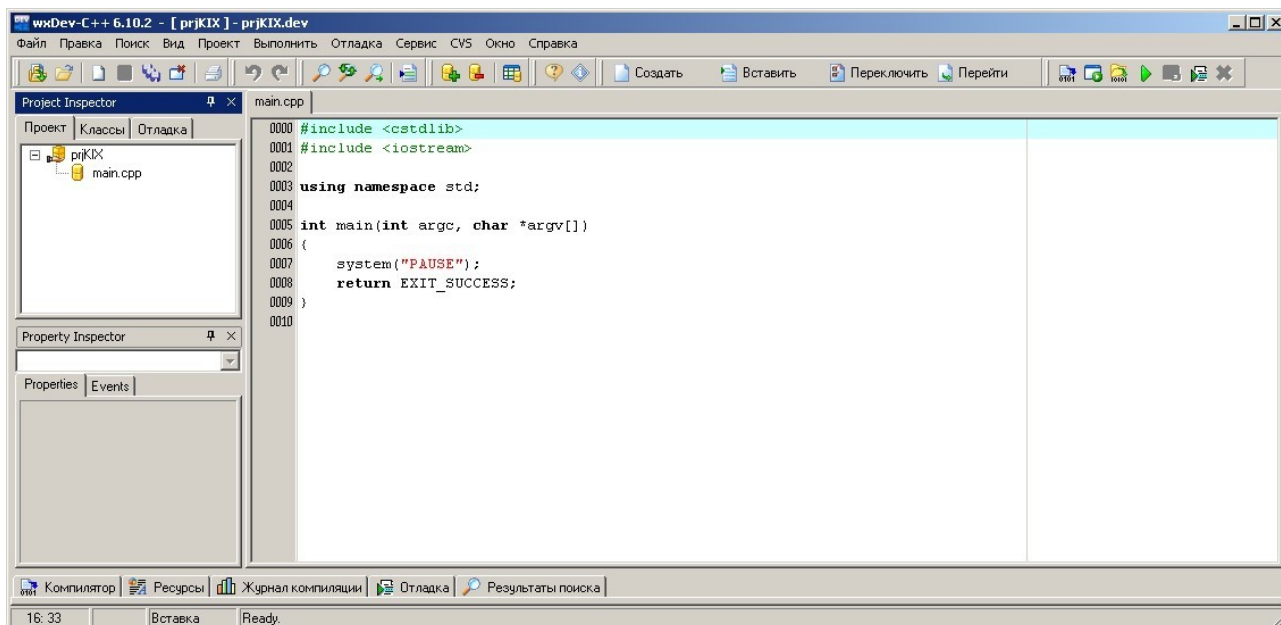 wxDev-C++ 6.10.2 - [ prjKIX ] - prjKIX.dev
Файл Правка Поиск Вид Проект Выполнить Отладка Сервис CVS Окно Справка
Создать Вставить Переключить Перейти
Project Inspector
Проект Классы Отладка
prjKIX
main.cpp
Property Inspector
Properties Events
main.cpp
0000 #include <cstdlib>
0001 #include <iostream>
0002
0003 using namespace std;
0004
0005 int main(int argc, char *argv[])
0006 {
0007     system("PAUSE");
0008     return EXIT_SUCCESS;
0009 }
0010
Компилятор Ресурсы Журнал компиляции Отладка Результаты поиска
16: 33 Вставка Ready.